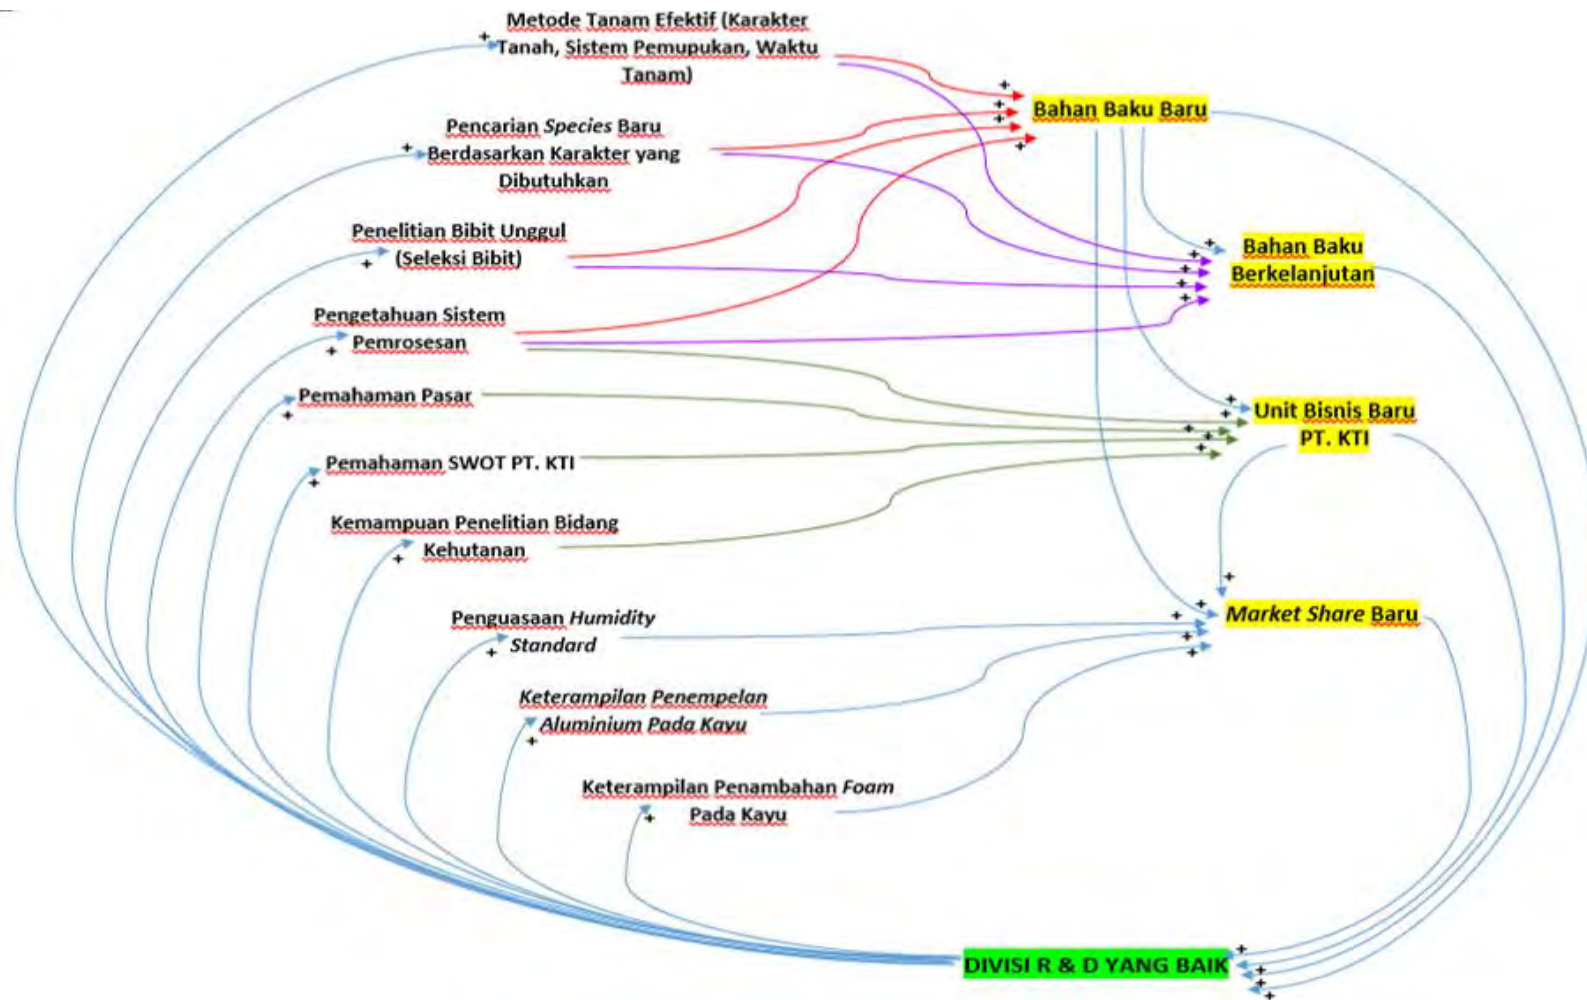 Metode Tanam Efektif (Karakter
Tanah, Sistem Pemupukan, Waktu
Tanam)
Pencarian Species Baru
Berdasarkan Karakter yang
Dibutuhkan
Penelitian Bibit Unggul
(Seleksi Bibit)
Pengetahuan Sistem
Pemrosesan
Pemahaman Pasar
Pemahaman SWOT PT. KTI
Kemampuan Penelitian Bidang
Kehutanan
Penguasaan Humidity
Standard
Keterampilan Penempelan
Aluminium Pada Kayu
Keterampilan Penambahan Foam
Pada Kayu
Bahan Baku Baru
Bahan Baku
Berkelanjutan
Unit Bisnis Baru
PT. KTI
Market Share Baru
DIVISI R & D YANG BAIK